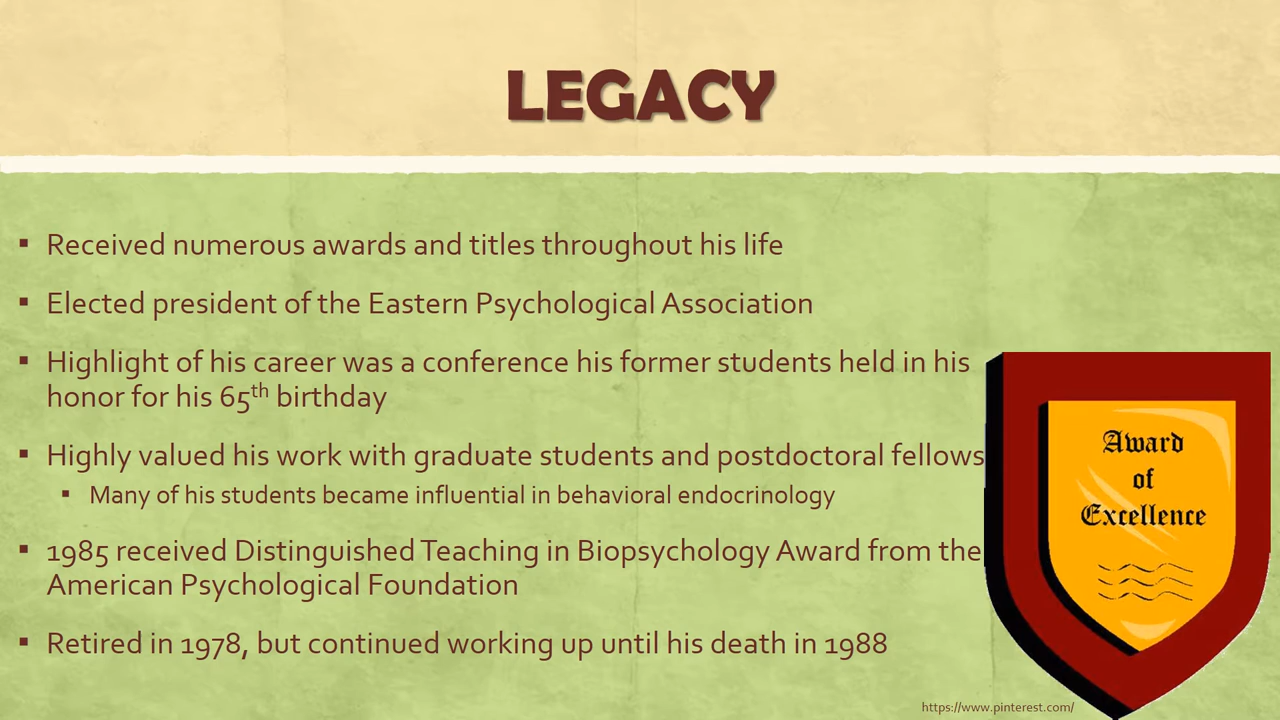 LEGACY
▪ Received numerous awards and titles throughout his life
▪ Elected president of the Eastern Psychological Association
▪ Highlight of his career was a conference his former students held in his
honor for his 65th birthday
▪ Highly valued his work with graduate students and postdoctoral fellows
▪ Many of his students became influential in behavioral endocrinology
▪ 1985 received Distinguished Teaching in Biopsychology Award from the
American Psychological Foundation
▪ Retired in 1978, but continued working up until his death in 1988
Award
of
Excellence
https://www.pinterest.com/